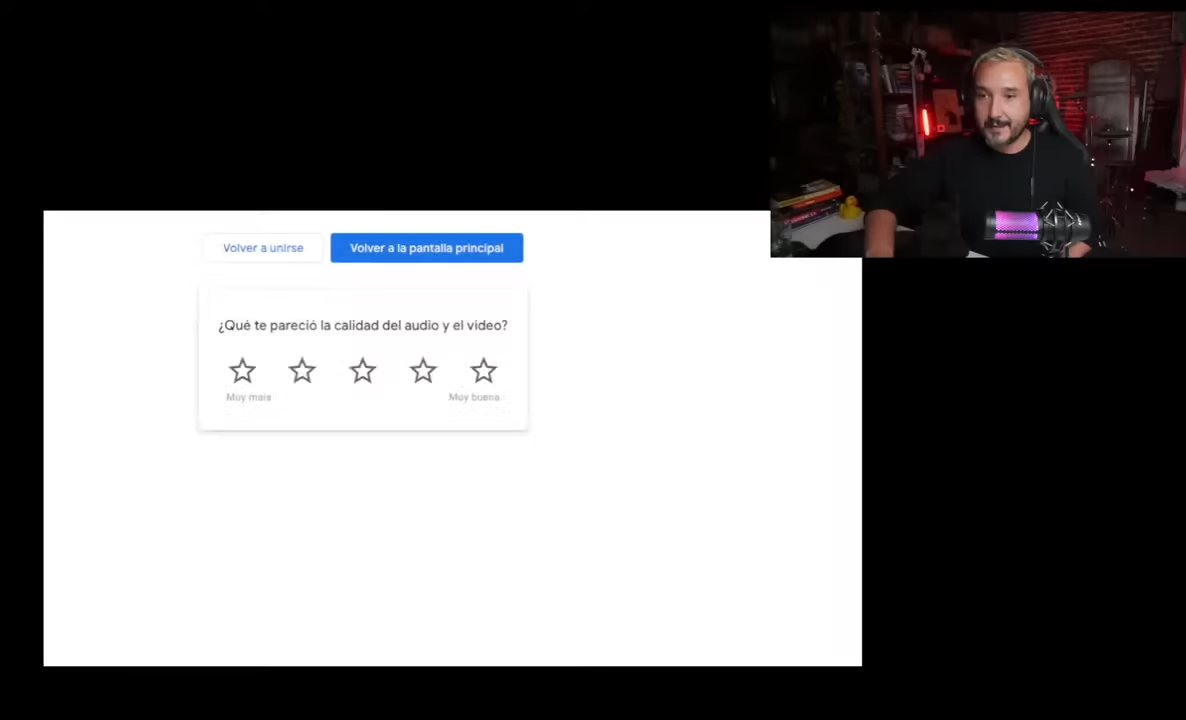 Volver a unirse
Volver a la pantalla principal
¿Qué te pareció la calidad del audio y el video?
Muy mala
Muy buena